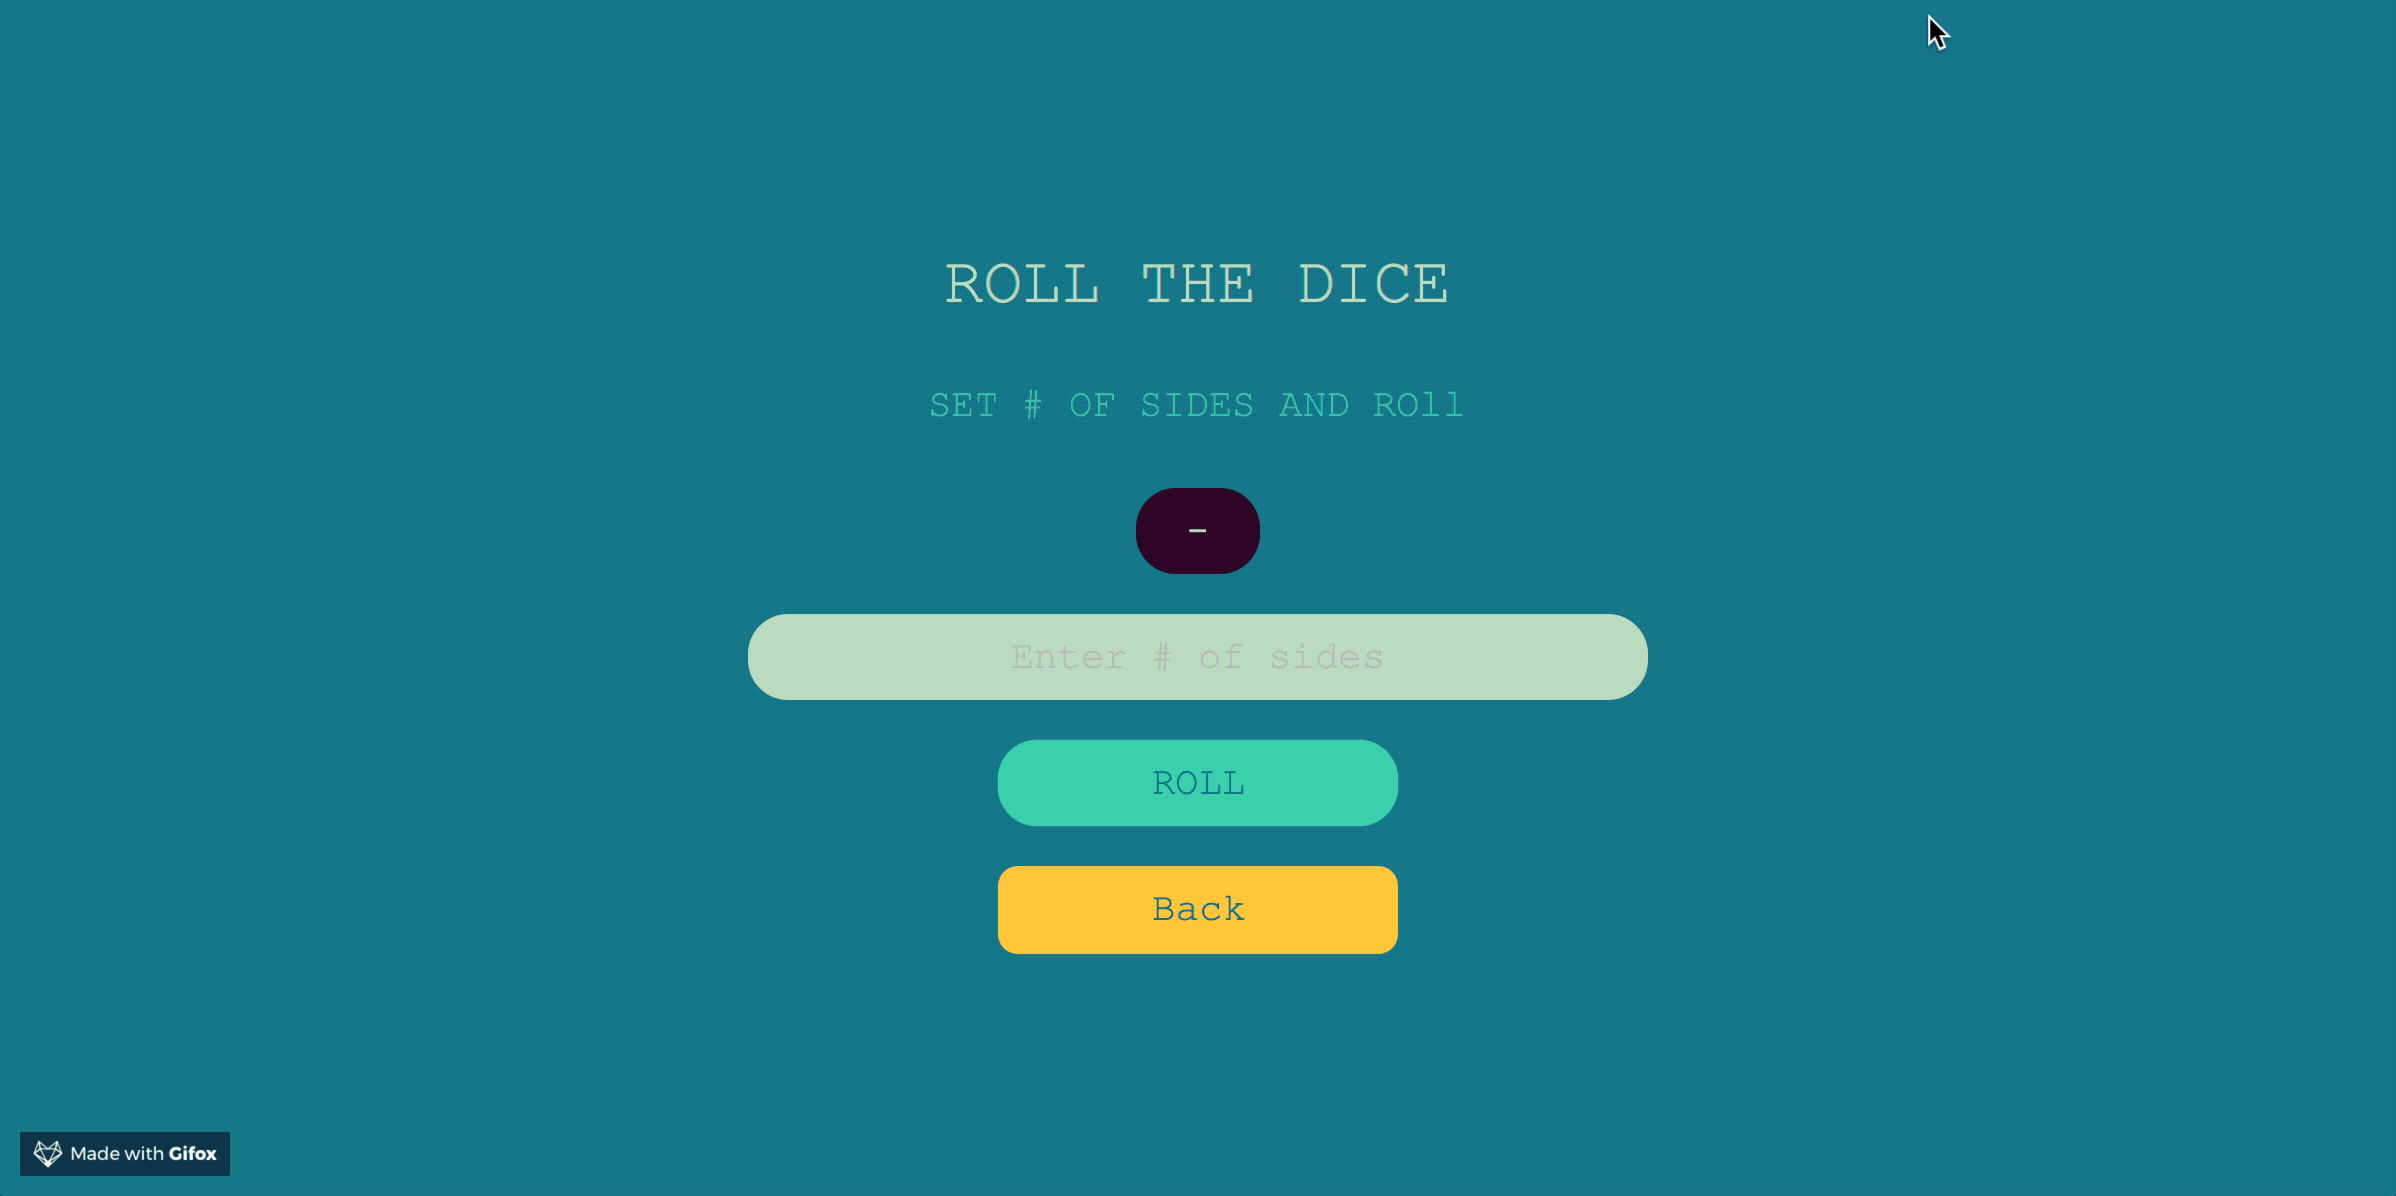 ROLL THE DICE
SET # OF SIDES AND ROll
-
Enter # of sides
ROLL
Back
Made with Gifox